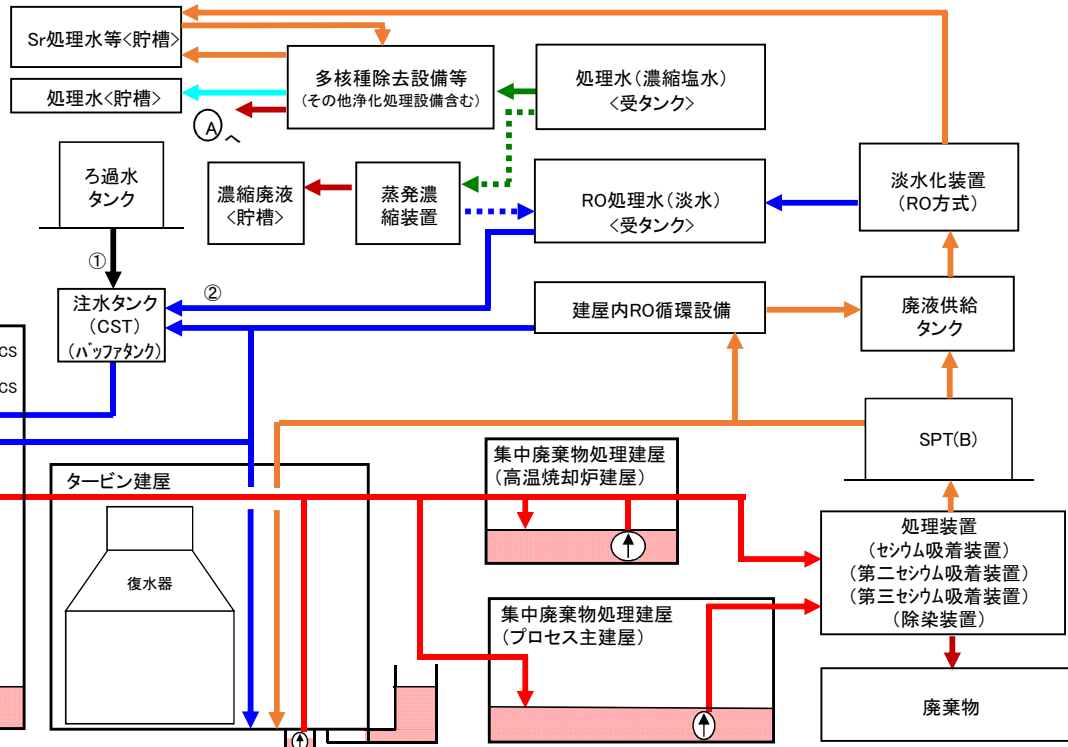 Sr処理水等<貯槽>
処理水<貯槽>
多核種除去設備等
(その他浄化処理設備含む)
処理水(濃縮塩水)
<受タンク>
Aへ
ろ過水
タンク
濃縮廃液
<貯槽>
蒸発濃
縮装置
RO処理水(淡水)
<受タンク>
淡水化装置
(RO方式)
①
②
注水タンク
(CST)
(バッファタンク)
建屋内RO循環設備
廃液供給
タンク
CS
CS
SPT(B)
タービン建屋
復水器
集中廃棄物処理建屋
(高温焼却炉建屋)
処理装置
(セシウム吸着装置)
(第二セシウム吸着装置)
(第三セシウム吸着装置)
(除染装置)
集中廃棄物処理建屋
(プロセス主建屋)
廃棄物